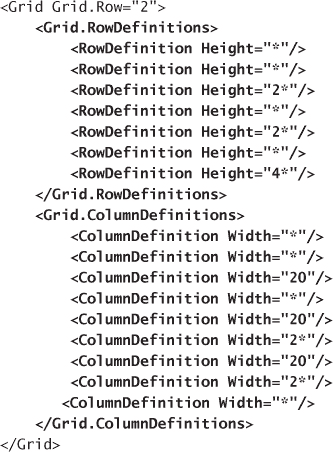 <Grid Grid.Row="2">
<Grid.RowDefinitions>
<RowDefinition Height="*"/>
<RowDefinition Height="*"/>
<RowDefinition Height="2*"/>
<RowDefinition Height="*"/>
<RowDefinition Height="2*"/>
<RowDefinition Height="*"/>
<RowDefinition Height="4*"/>
</Grid.RowDefinitions>
<Grid.ColumnDefinitions>
<ColumnDefinition Width="*"/>
<ColumnDefinition Width="*"/>
<ColumnDefinition Width="20"/>
<ColumnDefinition Width="*"/>
<ColumnDefinition Width="20"/>
<ColumnDefinition Width="2*"/>
<ColumnDefinition Width="20"/>
<ColumnDefinition Width="2*"/>
<ColumnDefinition Width="*"/>
</Grid.ColumnDefinitions>
</Grid>